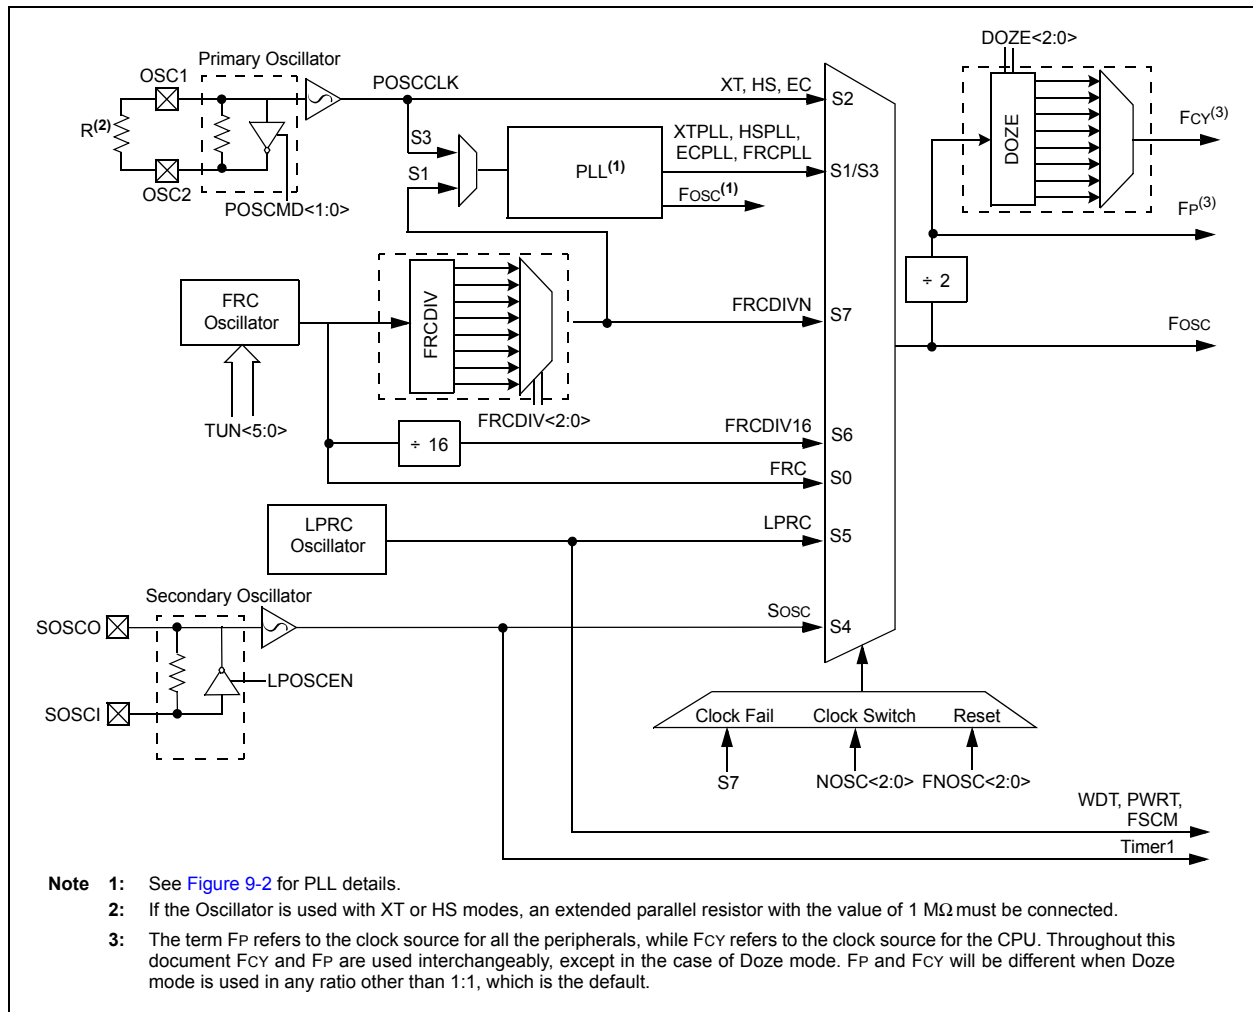 DOZE<2:0>
Primary Oscillator
OSC1
POSCCLK
XT, HS, EC
S2
R(2)
DOZE
FCY(3)
S3
XTPLL, HSPLL,
ECPLL, FRCPLL
PLL(1)
S1
S1/S3
OSC2
FOSC(1)
POSCMD<1:0>
FP(3)
÷ 2
FRC
Oscillator
FRCDIV
FRCDIVN
S7
FOSC
TUN<5:0>
FRCDIV<2:0>
FRCDIV16
S6
÷ 16
FRC
S0
LPRC
Oscillator
LPRC
S5
Secondary Oscillator
SOSCO
SOSC
S4
LPOSCEN
SOSCI
Clock Fail
Clock Switch
Reset
S7
NOSC<2:0>
FNOSC<2:0>
WDT, PWRT,
FSCM
Timer1
Note 1: See Figure 9-2 for PLL details.
2: If the Oscillator is used with XT or HS modes, an extended parallel resistor with the value of 1 MΩ must be connected.
3: The term FP refers to the clock source for all the peripherals, while FCY refers to the clock source for the CPU. Throughout this
document FCY and FP are used interchangeably, except in the case of Doze mode. FP and FCY will be different when Doze
mode is used in any ratio other than 1:1, which is the default.